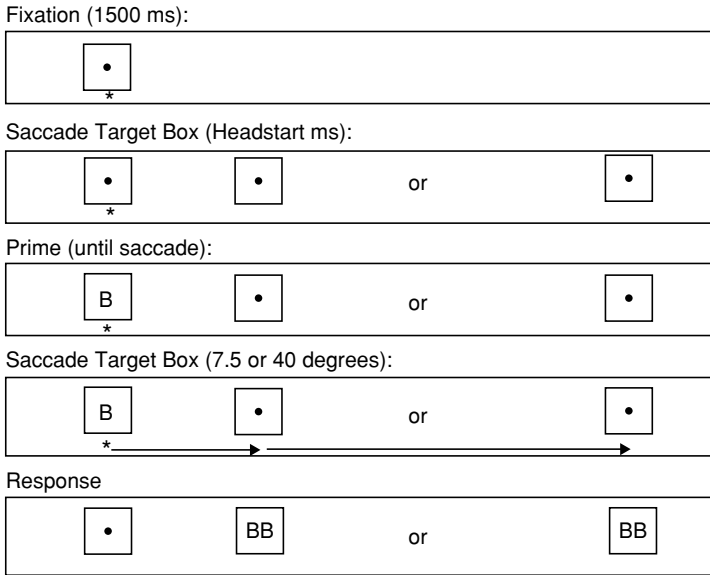 Fixation (1500 ms):
*
Saccade Target Box (Headstart ms):
or
*
Prime (until saccade):
B or
*
Saccade Target Box (7.5 or 40 degrees):
B or
*
Response
BB or BB